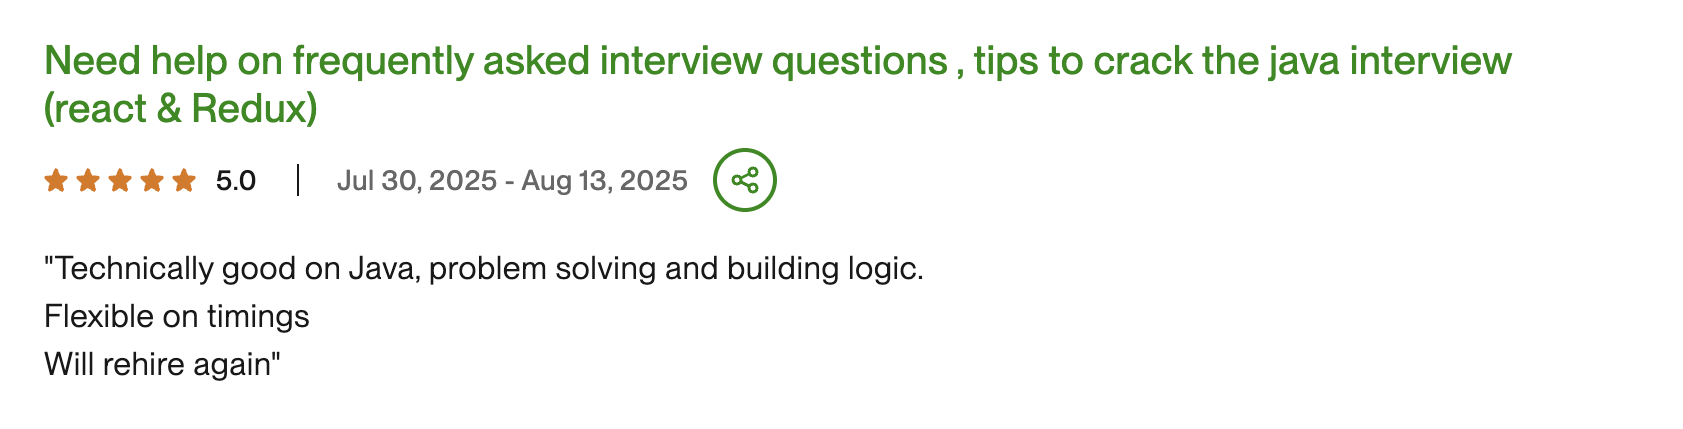 Need help on frequently asked interview questions , tips to crack the java interview
(react & Redux)
5.0
Jul 30, 2025 - Aug 13, 2025
"Technically good on Java, problem solving and building logic.
Flexible on timings
Will rehire again"